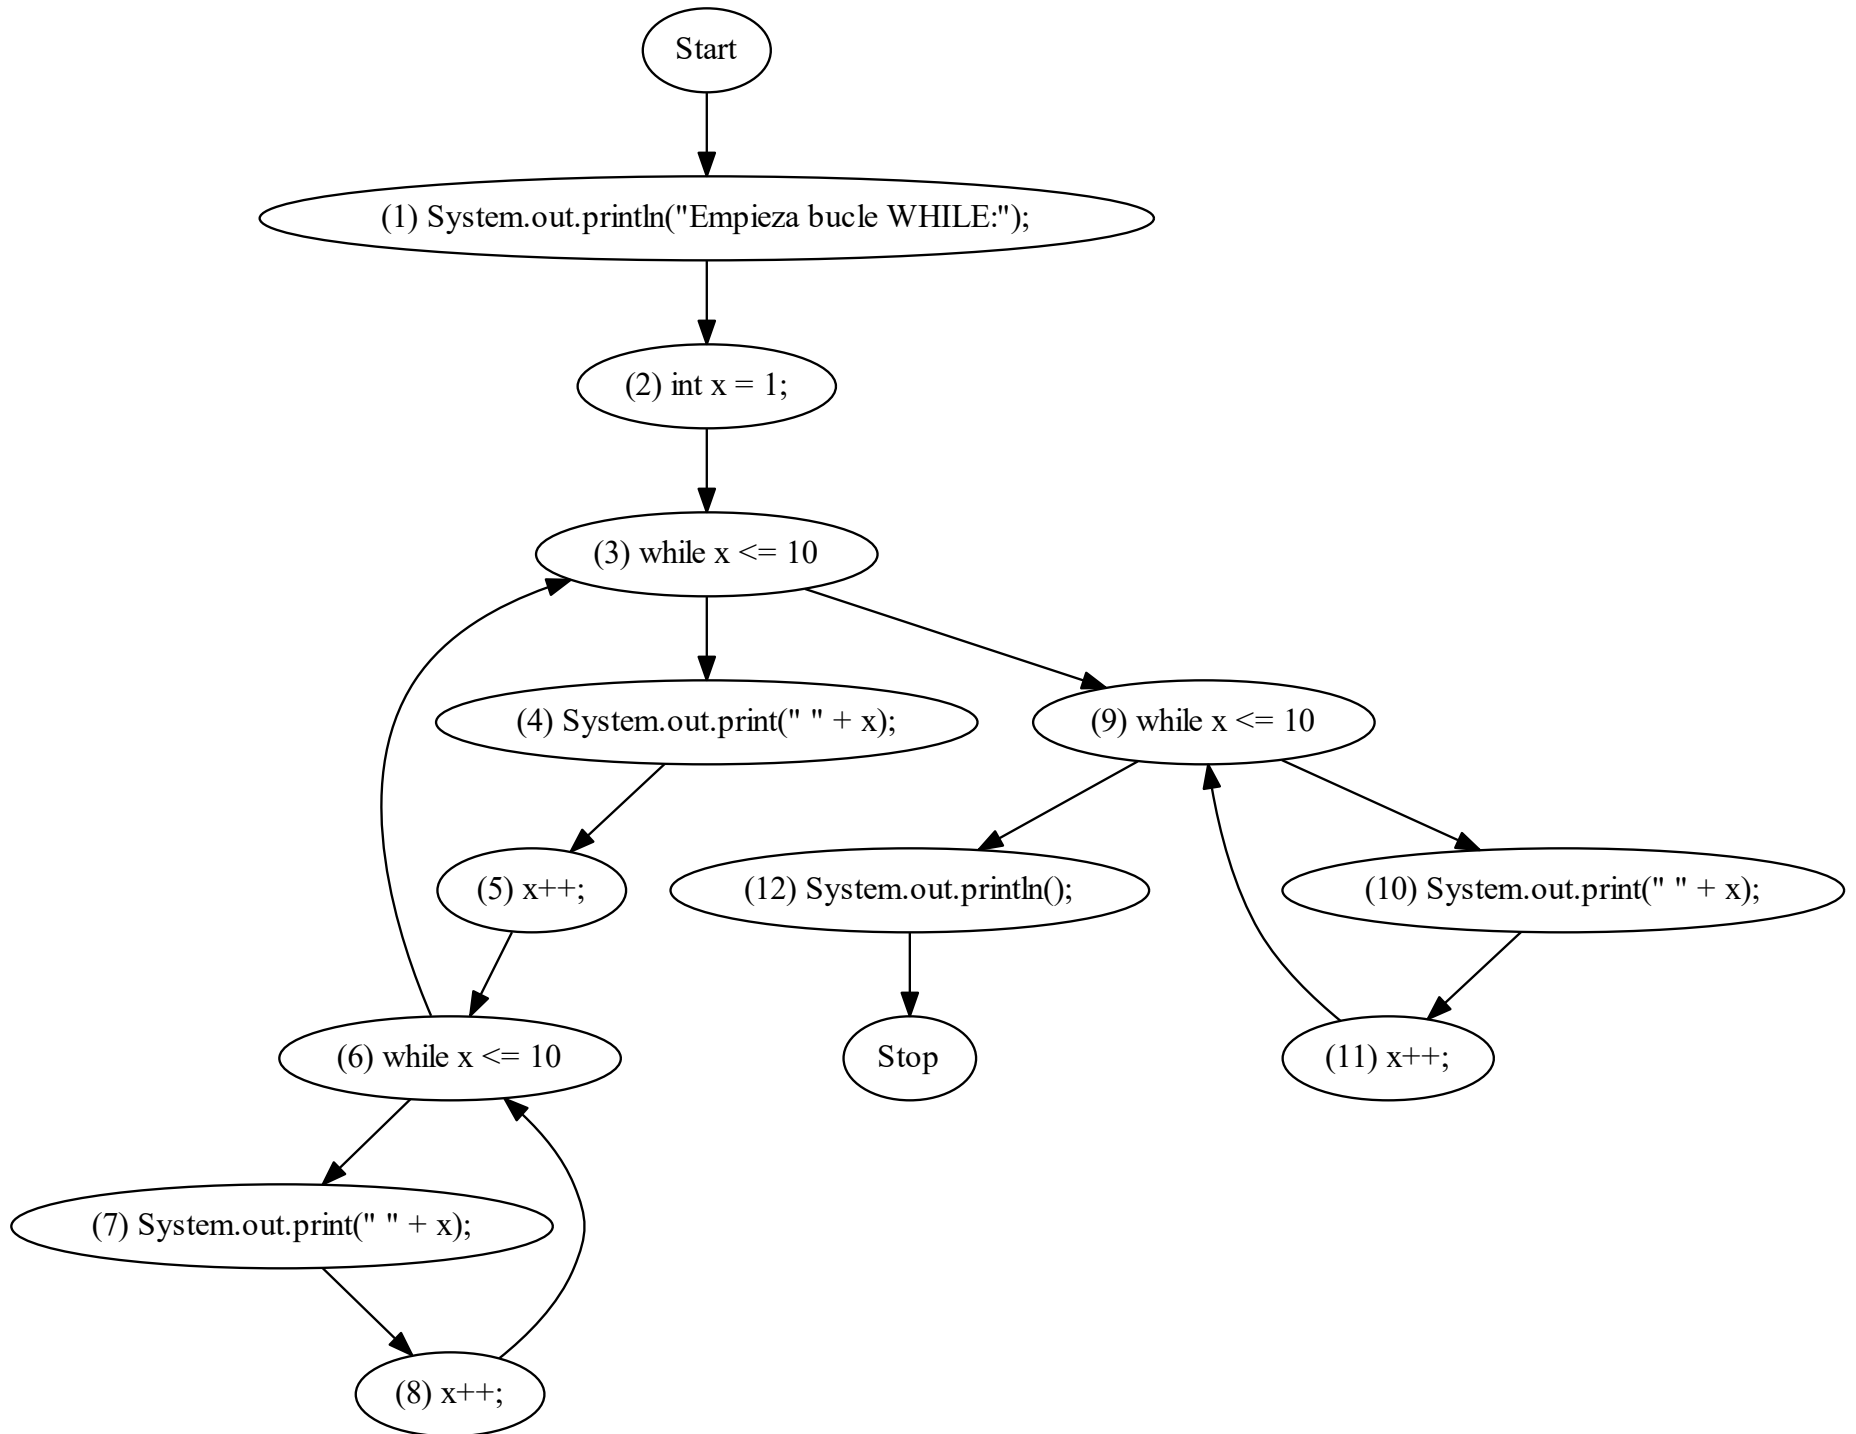 Start
(1) System.out.println("Empieza bucle WHILE:");
(2) int x = 1;
(3) while x <= 10
(4) System.out.print(" " + x);
(9) while x <= 10
(5) x++;
(12) System.out.println();
(10) System.out.print(" " + x);
(6) while x <= 10
Stop
(11) x++;
(7) System.out.print(" " + x);
(8) x++;